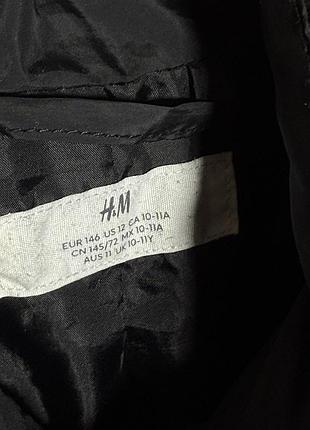 H&M
EUR 146 US 12 CA 10-11A
CN 145/72 MX 10-11A
AUS 11 UK 10-11Y